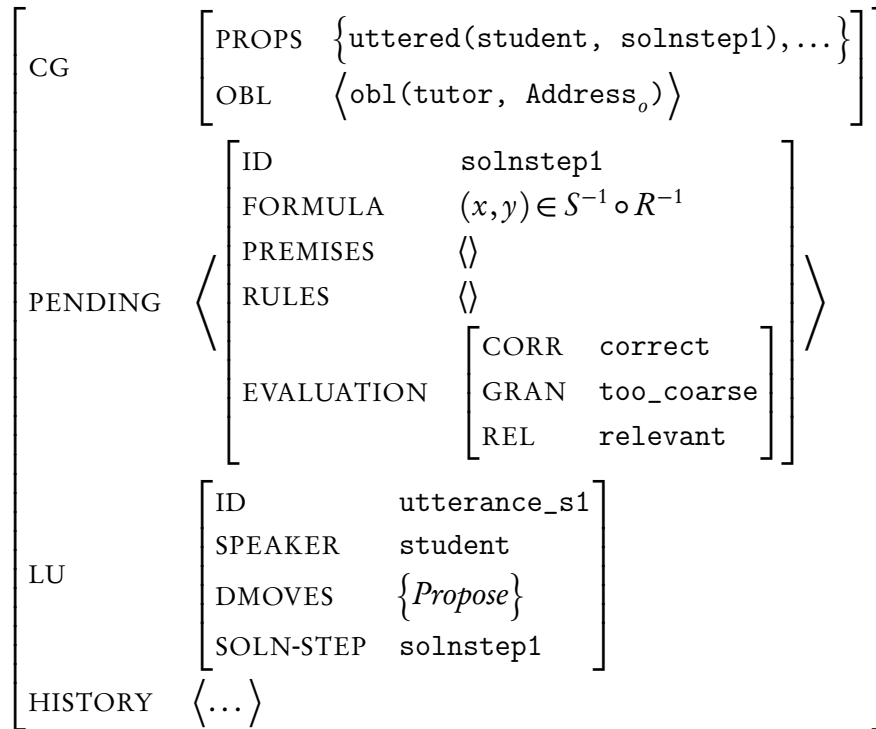 CG PROPS {uttered(student, solnstep1),...}
OBL ⟨obl(tutor, Addressₒ)⟩
ID solnstep1
FORMULA (x,y) ∈ S⁻¹ ∘ R⁻¹
PREMISES ⟨⟩
PENDING RULES ⟨⟩
CORR correct
EVALUATION GRAN too_coarse
REL relevant
ID utterance_s1
SPEAKER student
LU DMOVES {Propose}
SOLN-STEP solnstep1
HISTORY ⟨...⟩